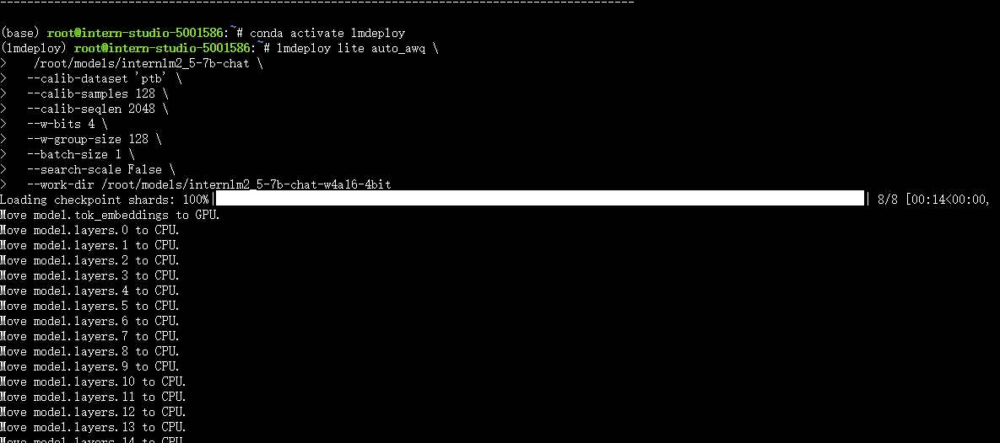 ----------------------------------------------------------------------------------------------
(base) root@intern-studio-5001586:~# conda activate lmdeploy
(lmdeploy) root@intern-studio-5001586:~# lmdeploy lite auto_awq \
>    /root/models/internlm2_5-7b-chat \
>   --calib-dataset 'ptb' \
>   --calib-samples 128 \
>   --calib-seqlen 2048 \
>   --w-bits 4 \
>   --w-group-size 128 \
>   --batch-size 1 \
>   --search-scale False \
>   --work-dir /root/models/internlm2_5-7b-chat-w4a16-4bit
Loading checkpoint shards: 100%| | 8/8 [00:14<00:00,
Move model.tok_embeddings to GPU.
Move model.layers.0 to CPU.
Move model.layers.1 to CPU.
Move model.layers.2 to CPU.
Move model.layers.3 to CPU.
Move model.layers.4 to CPU.
Move model.layers.5 to CPU.
Move model.layers.6 to CPU.
Move model.layers.7 to CPU.
Move model.layers.8 to CPU.
Move model.layers.9 to CPU.
Move model.layers.10 to CPU.
Move model.layers.11 to CPU.
Move model.layers.12 to CPU.
Move model.layers.13 to CPU.
Move model.layers.14 to CPU.